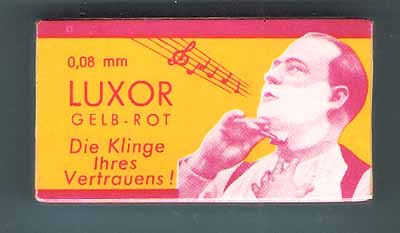 0,08 mm
LUXOR
GELB-ROT
Die Klinge
Ihres
Vertrauens!